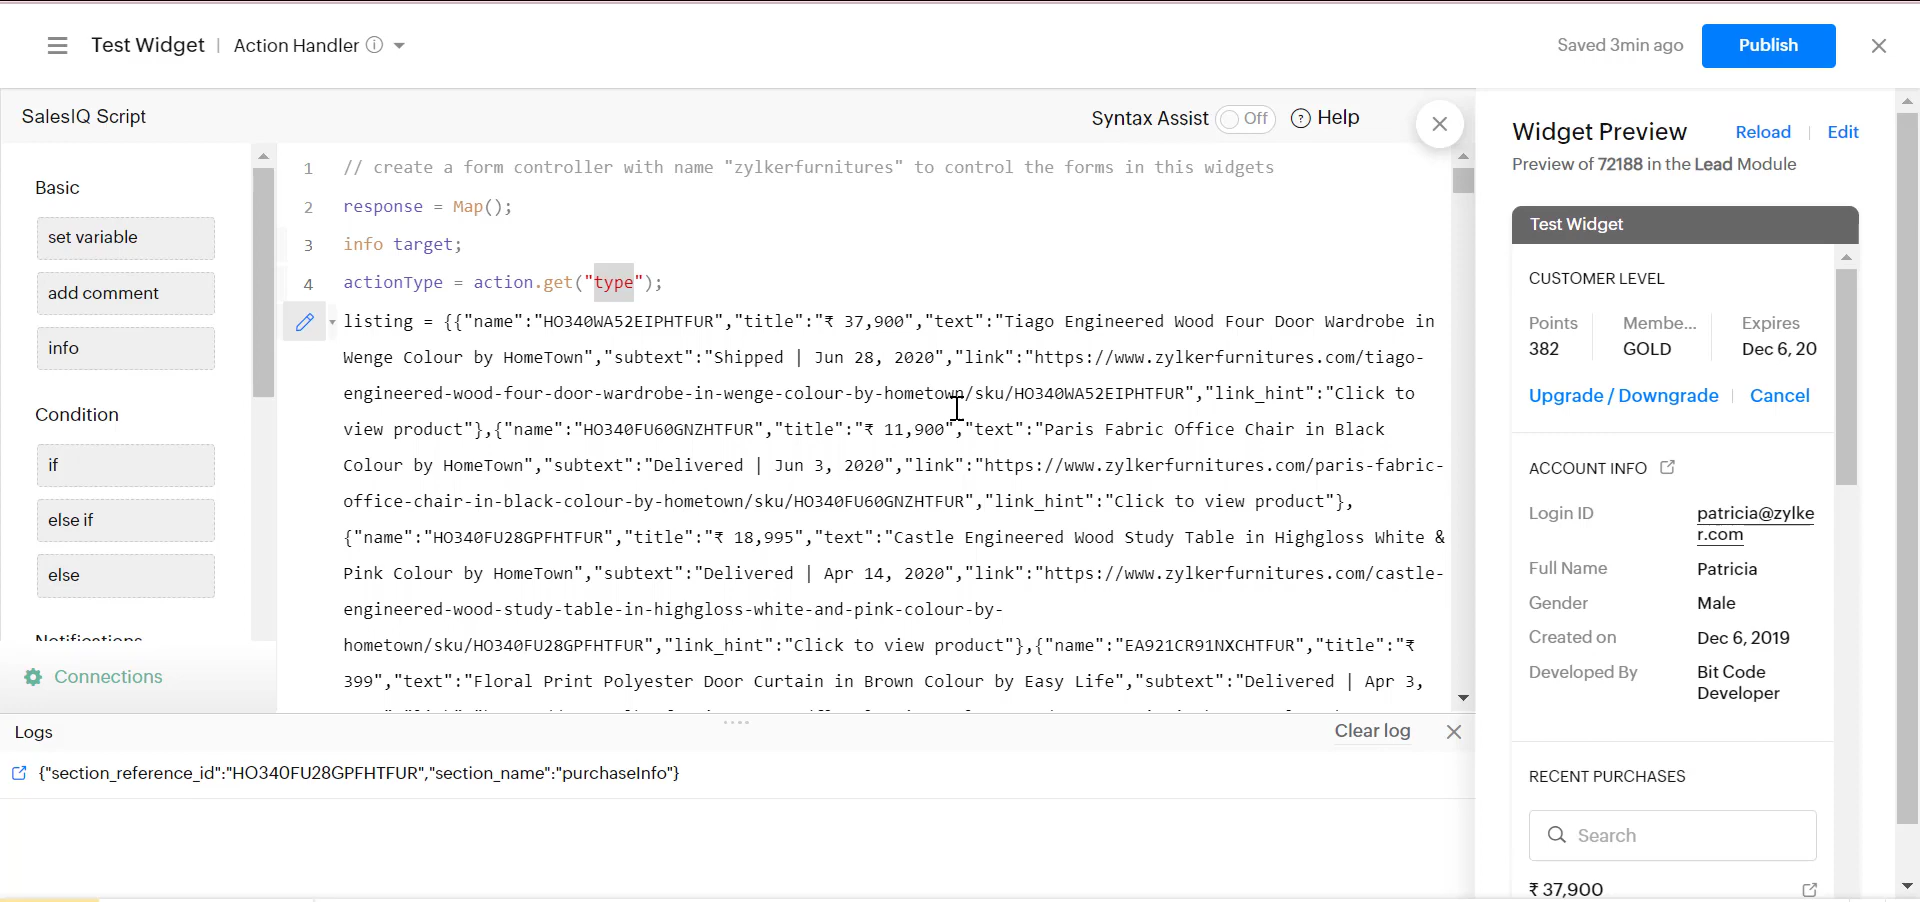 Test Widget | Action Handler
Saved 3min ago
Publish
SalesIQ Script
Syntax Assist Off
Help
Basic
set variable
add comment
info
Condition
if
else if
else
Notifications
Connections
1 // create a form controller with name "zylkerfurnitures" to control the forms in this widgets
2 response = Map();
3 info target;
4 actionType = action.get("type");
listing = {{"name":"HO340WA52EIPHTFUR","title":"₹ 37,900","text":"Tiago Engineered Wood Four Door Wardrobe in
Wenge Colour by HomeTown","subtext":"Shipped | Jun 28, 2020","link":"https://www.zylkerfurnitures.com/tiago-
engineered-wood-four-door-wardrobe-in-wenge-colour-by-hometown/sku/HO340WA52EIPHTFUR","link_hint":"Click to
view product"},{"name":"HO340FU60GNZHTFUR","title":"₹ 11,900","text":"Paris Fabric Office Chair in Black
Colour by HomeTown","subtext":"Delivered | Jun 3, 2020","link":"https://www.zylkerfurnitures.com/paris-fabric-
office-chair-in-black-colour-by-hometown/sku/HO340FU60GNZHTFUR","link_hint":"Click to view product"},
{"name":"HO340FU28GPFHTFUR","title":"₹ 18,995","text":"Castle Engineered Wood Study Table in Highgloss White &
Pink Colour by HomeTown","subtext":"Delivered | Apr 14, 2020","link":"https://www.zylkerfurnitures.com/castle-
engineered-wood-study-table-in-highgloss-white-and-pink-colour-by-
hometown/sku/HO340FU28GPFHTFUR","link_hint":"Click to view product"},{"name":"EA921CR91NXCHTFUR","title":"₹
399","text":"Floral Print Polyester Door Curtain in Brown Colour by Easy Life","subtext":"Delivered | Apr 3,
Logs
Clear log
{"section_reference_id":"HO340FU28GPFHTFUR","section_name":"purchaseInfo"}
Widget Preview
Reload | Edit
Preview of 72188 in the Lead Module
Test Widget
CUSTOMER LEVEL
Points Membe... Expires
382 GOLD Dec 6, 20
Upgrade / Downgrade | Cancel
ACCOUNT INFO
Login ID patricia@zylke
r.com
Full Name Patricia
Gender Male
Created on Dec 6, 2019
Developed By Bit Code
Developer
RECENT PURCHASES
Search
₹ 37,900